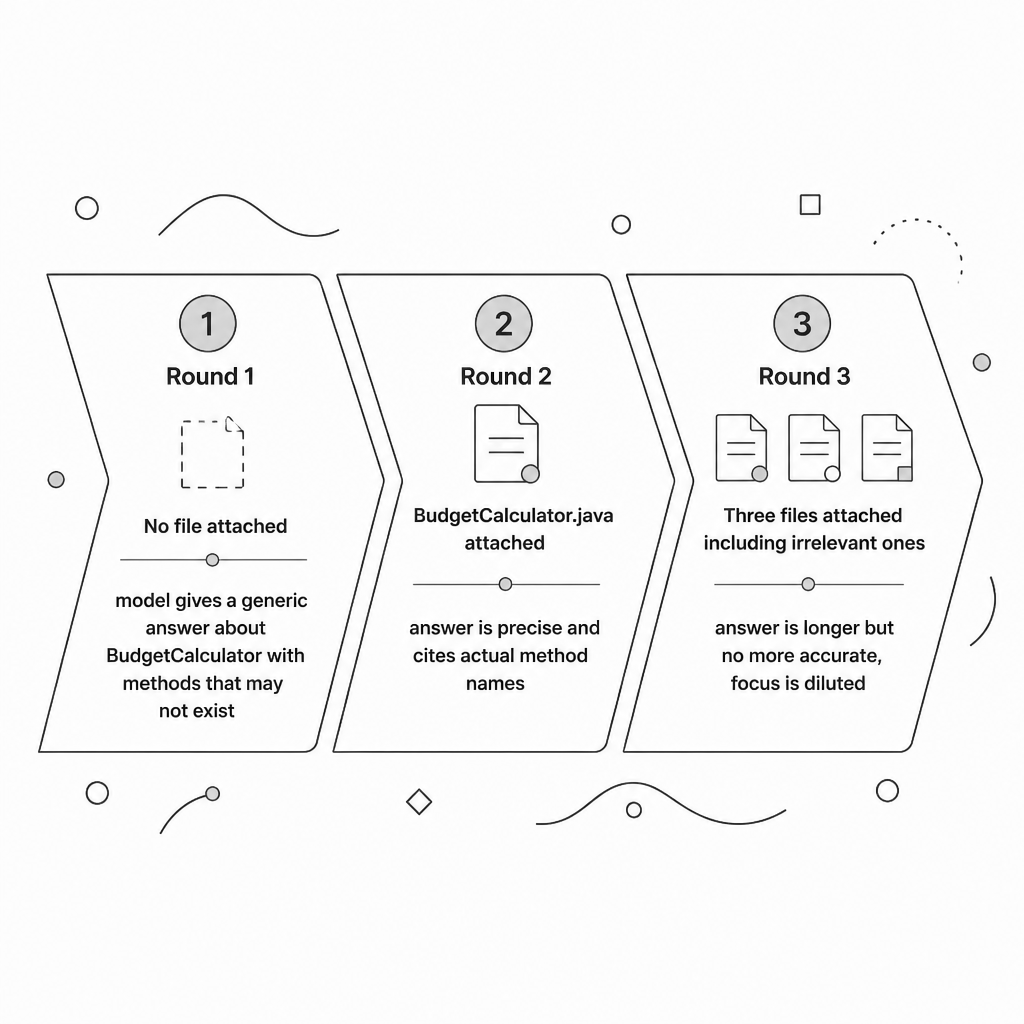 1
Round 1
No file attached
model gives a generic
answer about
BudgetCalculator with
methods that may
not exist
2
Round 2
BudgetCalculator.java
attached
answer is precise and
cites actual method
names
3
Round 3
Three files attached
including irrelevant ones
answer is longer but
no more accurate,
focus is diluted